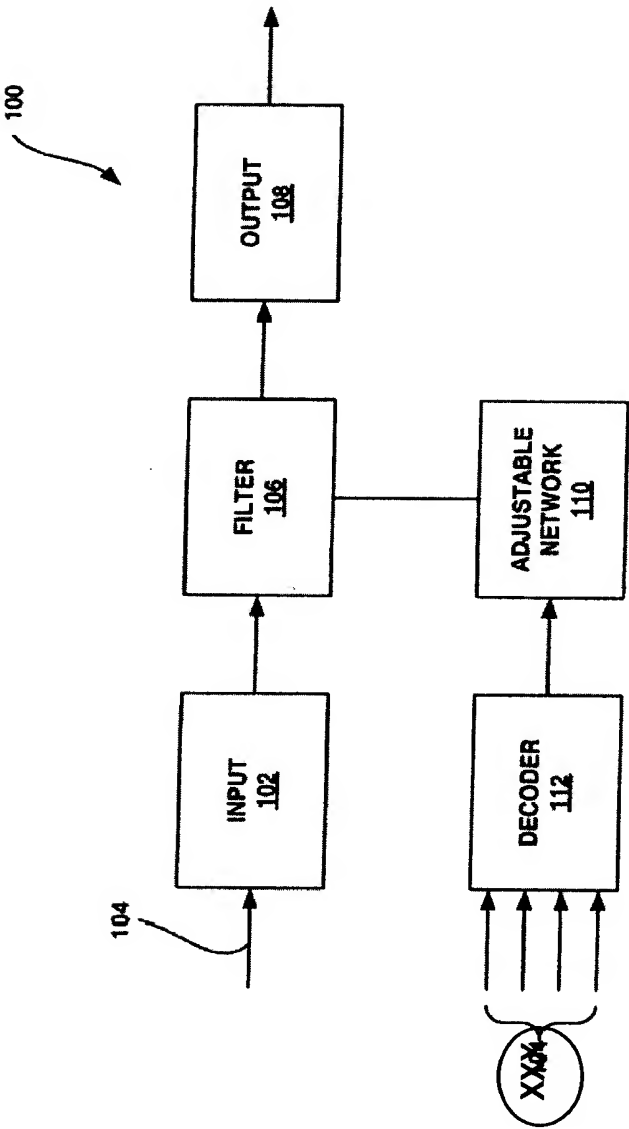 100
OUTPUT
108
FILTER
106
INPUT
102
104
ADJUSTABLE
NETWORK
110
DECODER
112